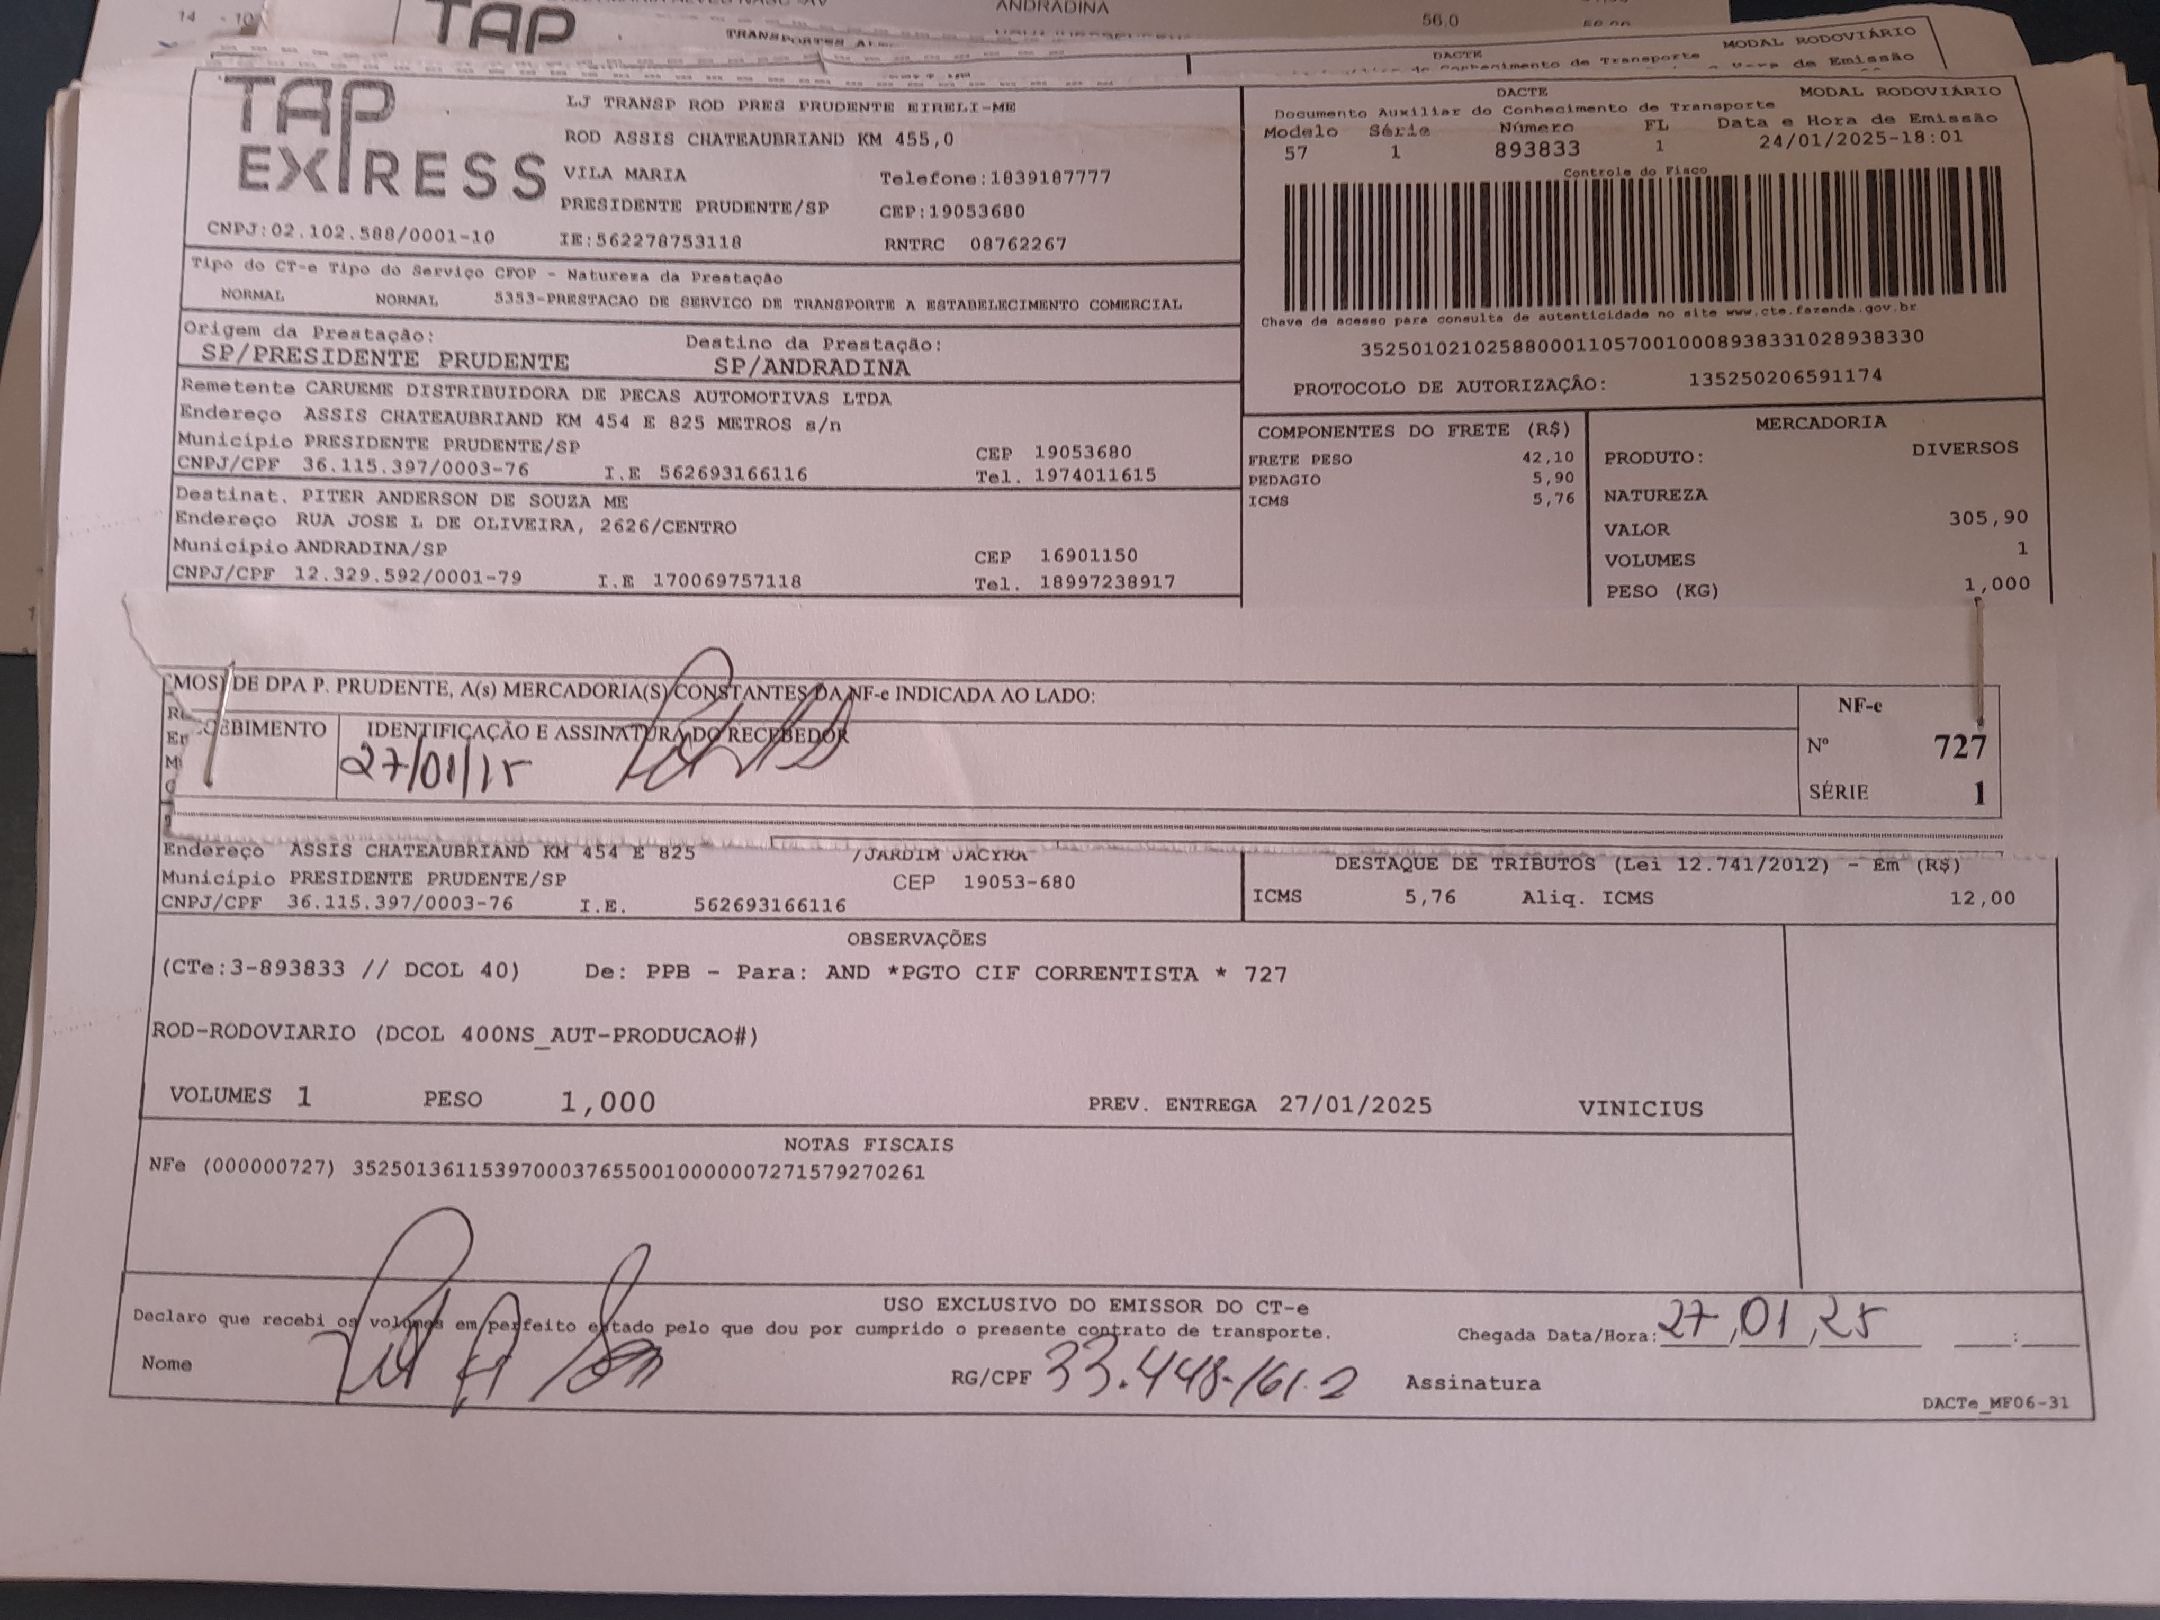 14 - 10
ANDRADINA
56,0
TAP
DACTE
MODAL RODOVIÁRIO
TAP
EXPRESS
LJ TRANSP ROD PRES PRUDENTE EIRELI-ME
ROD ASSIS CHATEAUBRIAND KM 455,0
VILA MARIA Telefone:1839187777
PRESIDENTE PRUDENTE/SP CEP:19053680
CNPJ:02.102.588/0001-10 IE:562278753118 RNTRC 08762267
DACTE MODAL RODOVIÁRIO
Documento Auxiliar do Conhecimento de Transporte
Modelo Série Número FL Data e Hora de Emissão
57 1 893833 1 24/01/2025-18:01
Controle do Fisco
Chave de acesso para consulta de autenticidade no site www.cte.fazenda.gov.br
35250102102588000110570010008938331028938330
PROTOCOLO DE AUTORIZAÇÃO: 135250206591174
Tipo do CT-e Tipo do Serviço CFOP - Natureza da Prestação
NORMAL NORMAL 5353-PRESTACAO DE SERVICO DE TRANSPORTE A ESTABELECIMENTO COMERCIAL
Origem da Prestação: Destino da Prestação:
SP/PRESIDENTE PRUDENTE SP/ANDRADINA
Remetente CARUEME DISTRIBUIDORA DE PECAS AUTOMOTIVAS LTDA
Endereço ASSIS CHATEAUBRIAND KM 454 E 825 METROS s/n
Município PRESIDENTE PRUDENTE/SP CEP 19053680
CNPJ/CPF 36.115.397/0003-76 I.E 562693166116 Tel. 1974011615
Destinat. PITER ANDERSON DE SOUZA ME
Endereço RUA JOSE L DE OLIVEIRA, 2626/CENTRO
Município ANDRADINA/SP CEP 16901150
CNPJ/CPF 12.329.592/0001-79 I.E 170069757118 Tel. 18997238917
COMPONENTES DO FRETE (R$)
FRETE PESO 42,10
PEDAGIO 5,90
ICMS 5,76
MERCADORIA
PRODUTO: DIVERSOS
NATUREZA
VALOR 305,90
VOLUMES 1
PESO (KG) 1,000
EMOS DE DPA P. PRUDENTE, A(s) MERCADORIA(S) CONSTANTES DA NF-e INDICADA AO LADO:
CEBIMENTO IDENTIFICAÇÃO E ASSINATURA DO RECEBEDOR
27/01/25
NF-e
Nº 727
SÉRIE 1
Endereço ASSIS CHATEAUBRIAND KM 454 E 825 /JARDIM JACYRA
Município PRESIDENTE PRUDENTE/SP CEP 19053-680
CNPJ/CPF 36.115.397/0003-76 I.E. 562693166116
DESTAQUE DE TRIBUTOS (Lei 12.741/2012) - Em (R$)
ICMS 5,76 Aliq. ICMS 12,00
OBSERVAÇÕES
(CTe:3-893833 // DCOL 40) De: PPB - Para: AND *PGTO CIF CORRENTISTA * 727
ROD-RODOVIARIO (DCOL 400NS_AUT-PRODUCAO#)
VOLUMES 1 PESO 1,000 PREV. ENTREGA 27/01/2025 VINICIUS
NOTAS FISCAIS
NFe (000000727) 35250136115397000376550010000007271579270261
USO EXCLUSIVO DO EMISSOR DO CT-e
Declaro que recebi os volumes em perfeito estado pelo que dou por cumprido o presente contrato de transporte.
Chegada Data/Hora: 27,01,25 :
Nome RG/CPF 33.448.161.2 Assinatura
DACTe_MF06-31